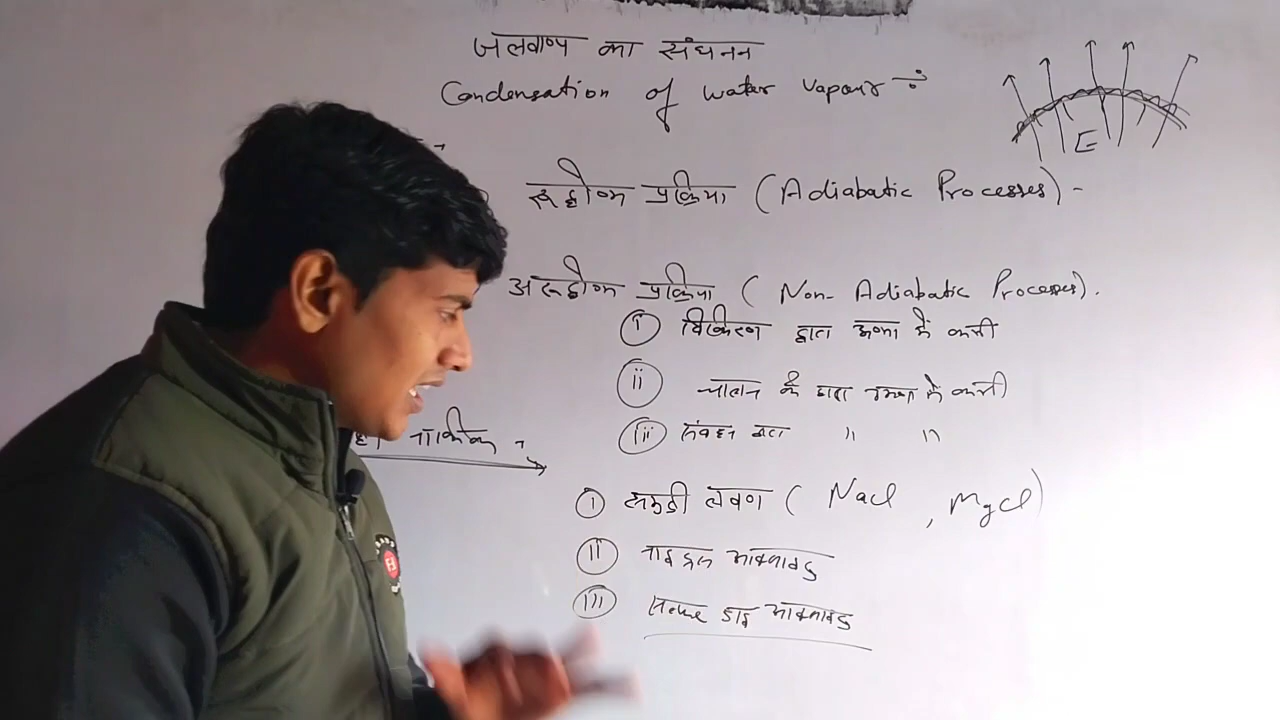 जलवाष्प का संघनन
Condensation of water vapour
E
रूद्धोष्म प्रक्रिया (Adiabatic Processes) -
अरूद्धोष्म प्रक्रिया (Non-Adiabatic Processes).
i विकिरण द्वारा ऊष्मा में कमी
ii चालन के द्वारा ऊष्मा में कमी
iii संवहन द्वारा " "
i समुद्री लवण (Nacl, Mgcl)
ii नाइट्रस आक्साइड
iii सल्फर डाइ आक्साइड